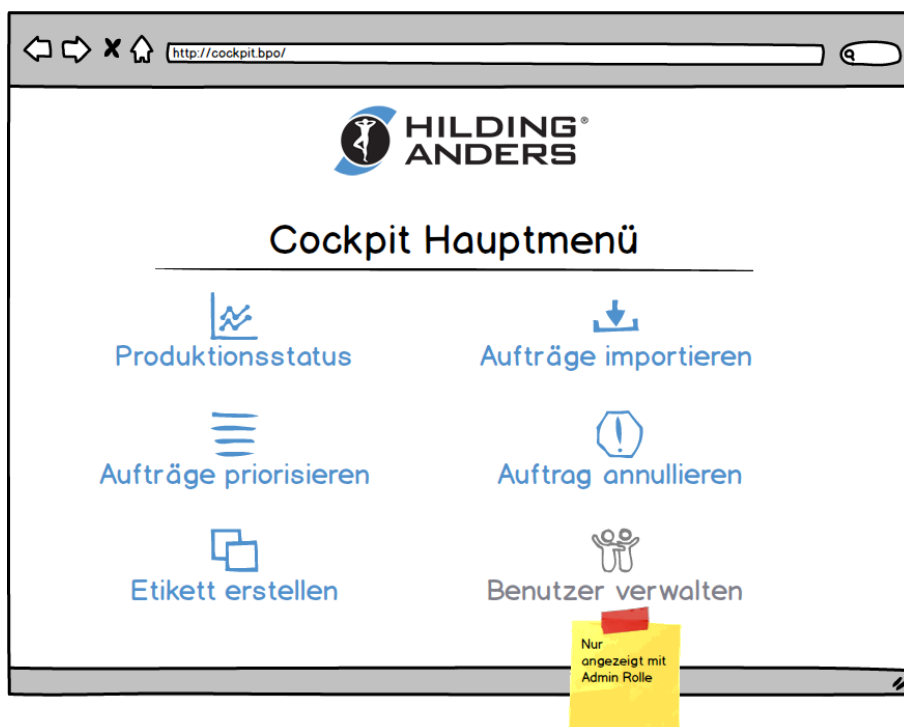 http://cockpit.bpo/
HILDING®
ANDERS
Cockpit Hauptmenü
Produktionsstatus
Aufträge importieren
Aufträge priorisieren
Auftrag annullieren
Etikett erstellen
Benutzer verwalten
Nur
angezeigt mit
Admin Rolle